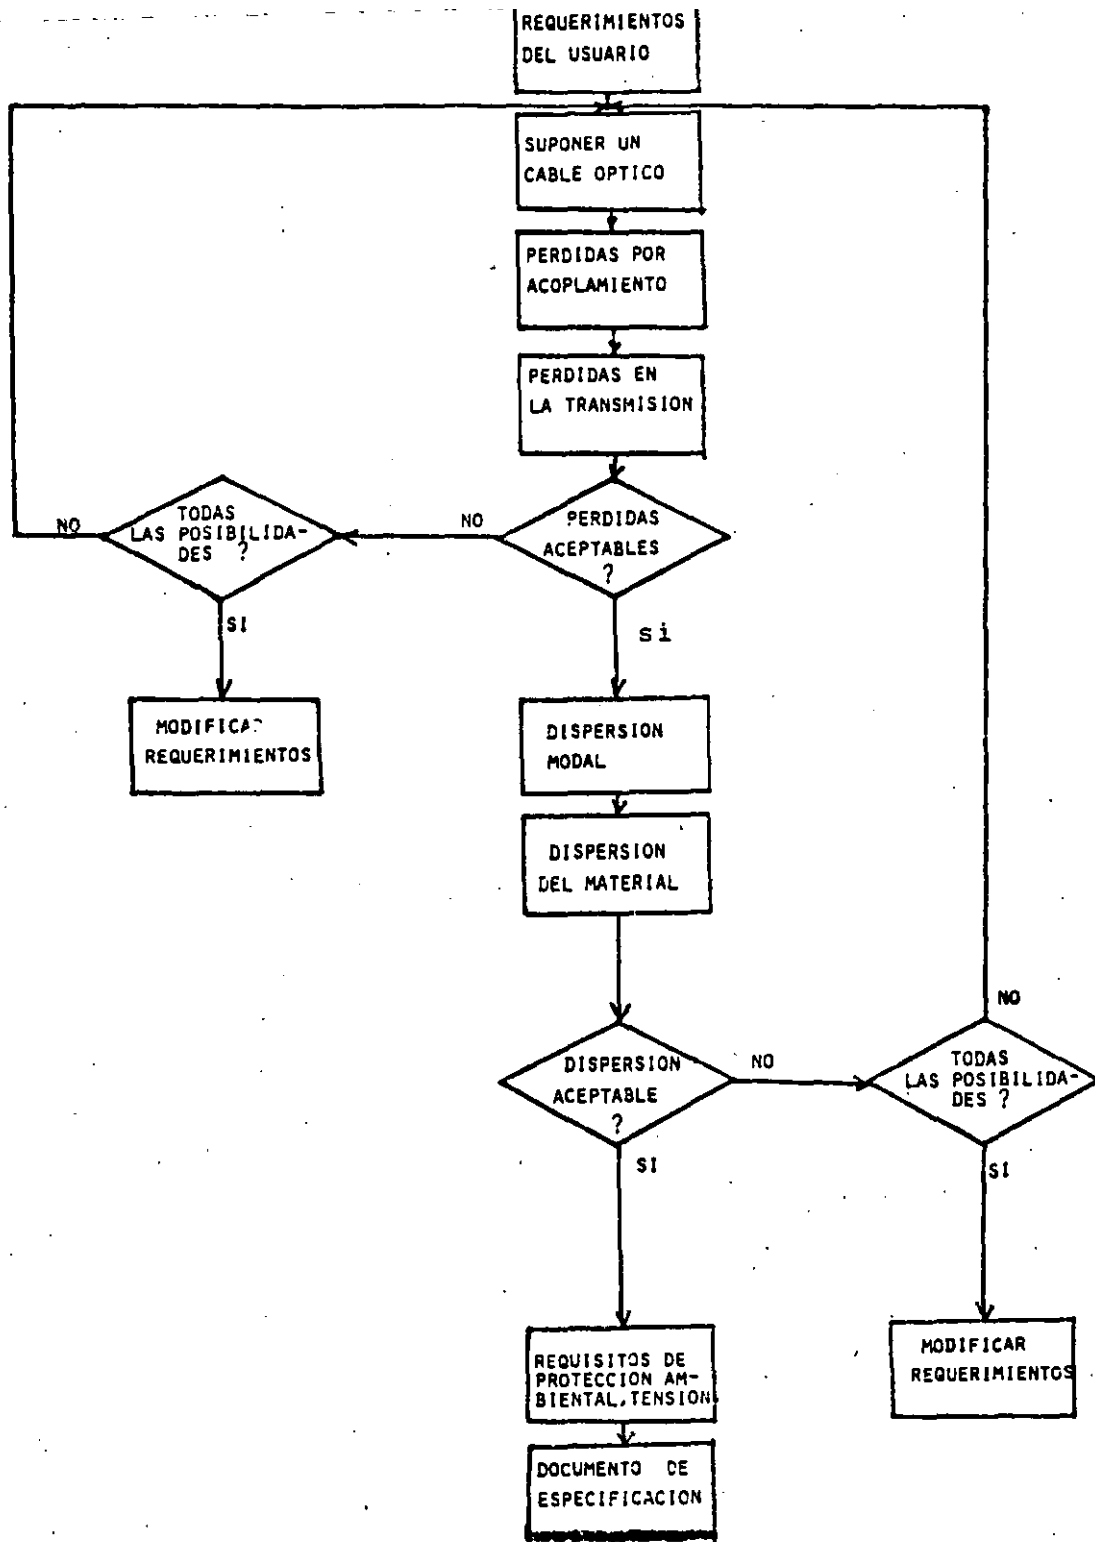 REQUERIMIENTOS
DEL USUARIO
SUPONER UN
CABLE OPTICO
PERDIDAS POR
ACOPLAMIENTO
PERDIDAS EN
LA TRANSMISION
PERDIDAS
ACEPTABLES
?
NO
TODAS
LAS POSIBILIDA-
DES ?
NO
SI
MODIFICAR
REQUERIMIENTOS
si
DISPERSION
MODAL
DISPERSION
DEL MATERIAL
DISPERSION
ACEPTABLE
?
NO
TODAS
LAS POSIBILIDA-
DES ?
NO
SI
MODIFICAR
REQUERIMIENTOS
SI
REQUISITOS DE
PROTECCION AM-
BIENTAL,TENSION
DOCUMENTO DE
ESPECIFICACION